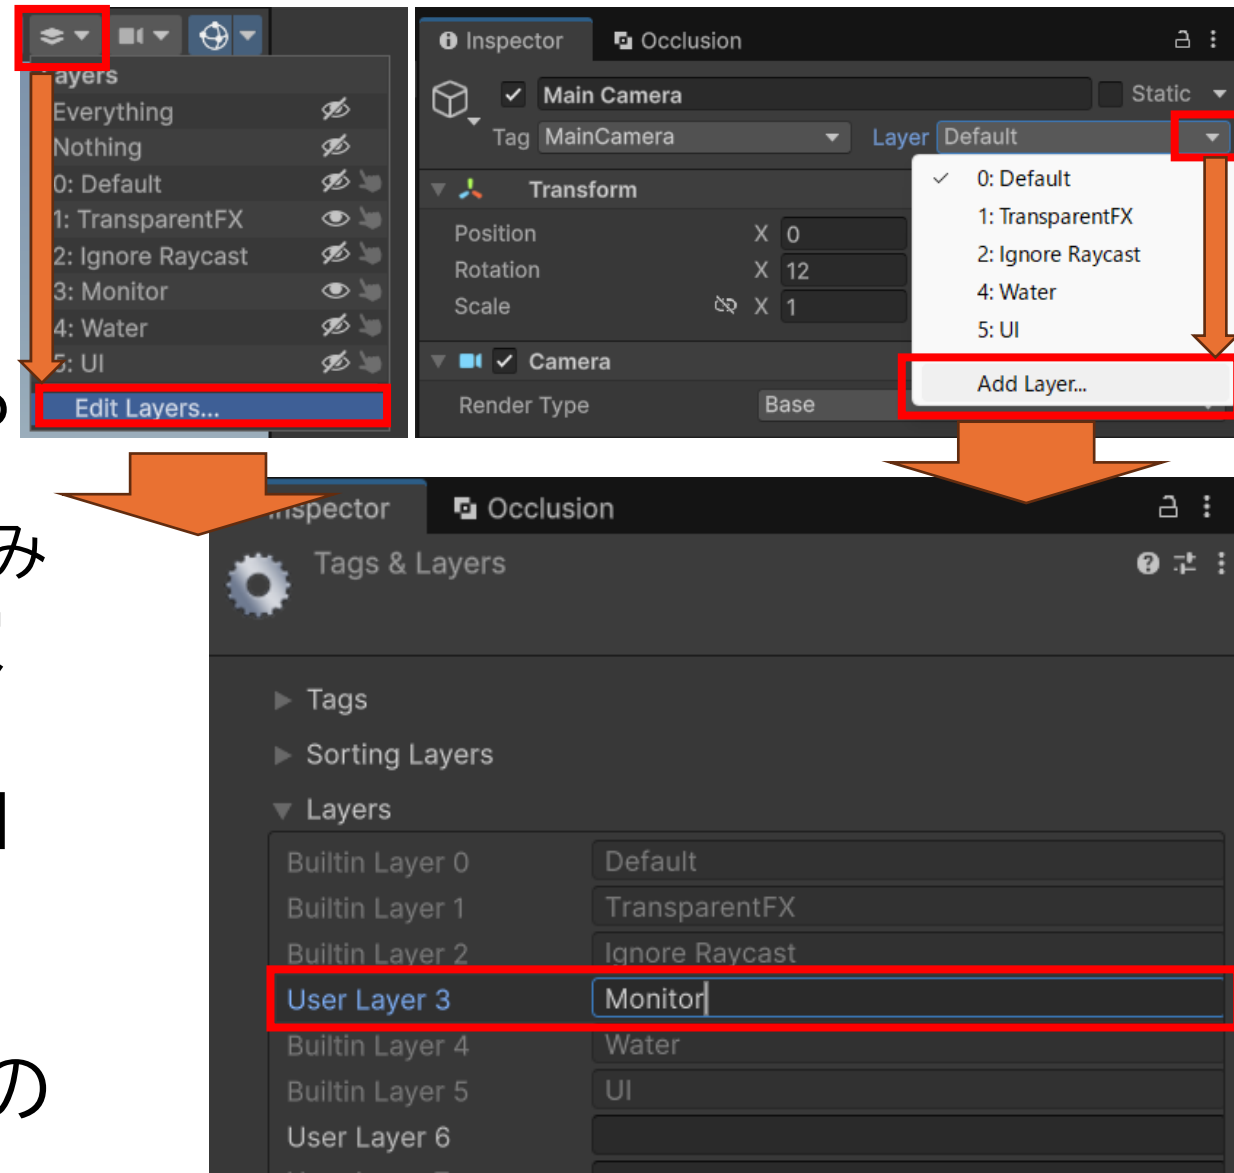 ayers
Everything
Nothing
0: Default
1: TransparentFX
2: Ignore Raycast
3: Monitor
4: Water
5: UI
Edit Layers...
Inspector
Occlusion
Main Camera
Static
Tag
MainCamera
Layer
Default
0: Default
1: TransparentFX
2: Ignore Raycast
4: Water
5: UI
Add Layer...
Transform
Position
X
0
Rotation
X
12
Scale
X
1
Camera
Render Type
Base
み
の
nspector
Occlusion
Tags & Layers
Tags
Sorting Layers
Layers
Builtin Layer 0
Default
Builtin Layer 1
TransparentFX
Builtin Layer 2
Ignore Raycast
User Layer 3
Monitor
Builtin Layer 4
Water
Builtin Layer 5
UI
User Layer 6